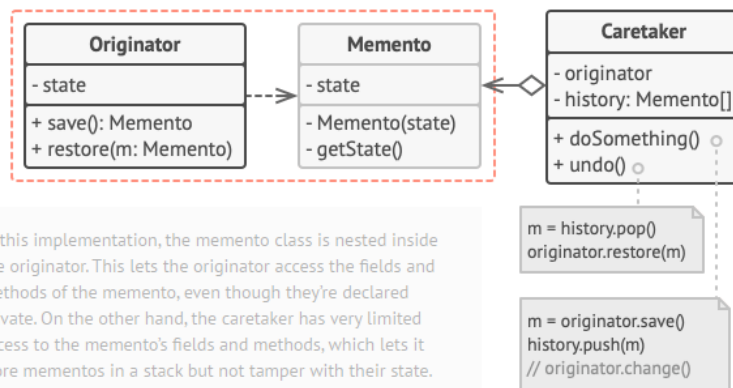 Originator
- state
+ save(): Memento
+ restore(m: Memento)
Memento
- state
- Memento(state)
- getState()
Caretaker
- originator
- history: Memento[]
+ doSomething()
+ undo()
m = history.pop()
originator.restore(m)
m = originator.save()
history.push(m)
// originator.change()
this implementation, the memento class is nested inside
originator. This lets the originator access the fields and
of the memento, even though they're declared
On the other hand, the caretaker has very limited
to the memento's fields and methods, which lets it
mementos in a stack but not tamper with their state.